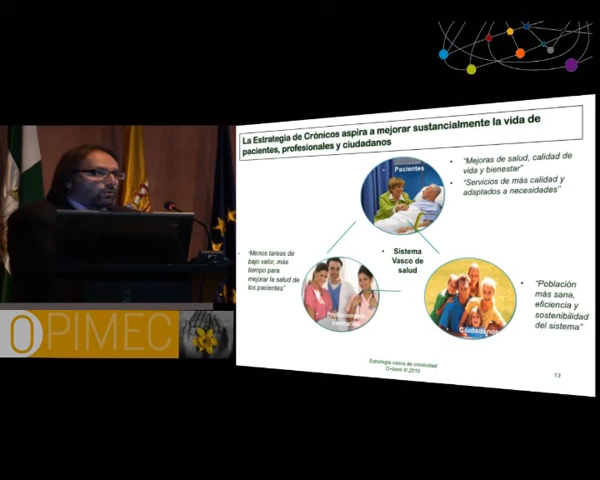 La Estrategia de Crónicos aspira a mejorar sustancialmente la vida de
pacientes, profesionales y ciudadanos
Pacientes
• "Mejoras de salud, calidad de
vida y bienestar"
• "Servicios de más calidad y
adaptados a necesidades"
• Sistema
Vasco de
salud
• "Menos tareas de
bajo valor, más
tiempo para
mejorar la salud de
los pacientes"
Profesionales
sanitarios
Ciudadanos
• "Población
más sana,
eficiencia y
sostenibilidad
del sistema"
Estrategia vasca de cronicidad
2010
13
OPIMEC